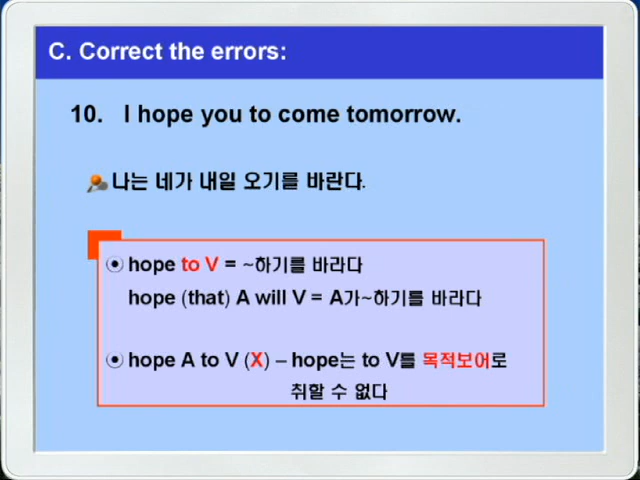 C. Correct the errors:
10. I hope you to come tomorrow.
나는 네가 내일 오기를 바란다.
hope to V = ~하기를 바라다
hope (that) A will V = A가~하기를 바라다
hope A to V (X) – hope는 to V를 목적보어로
취할 수 없다